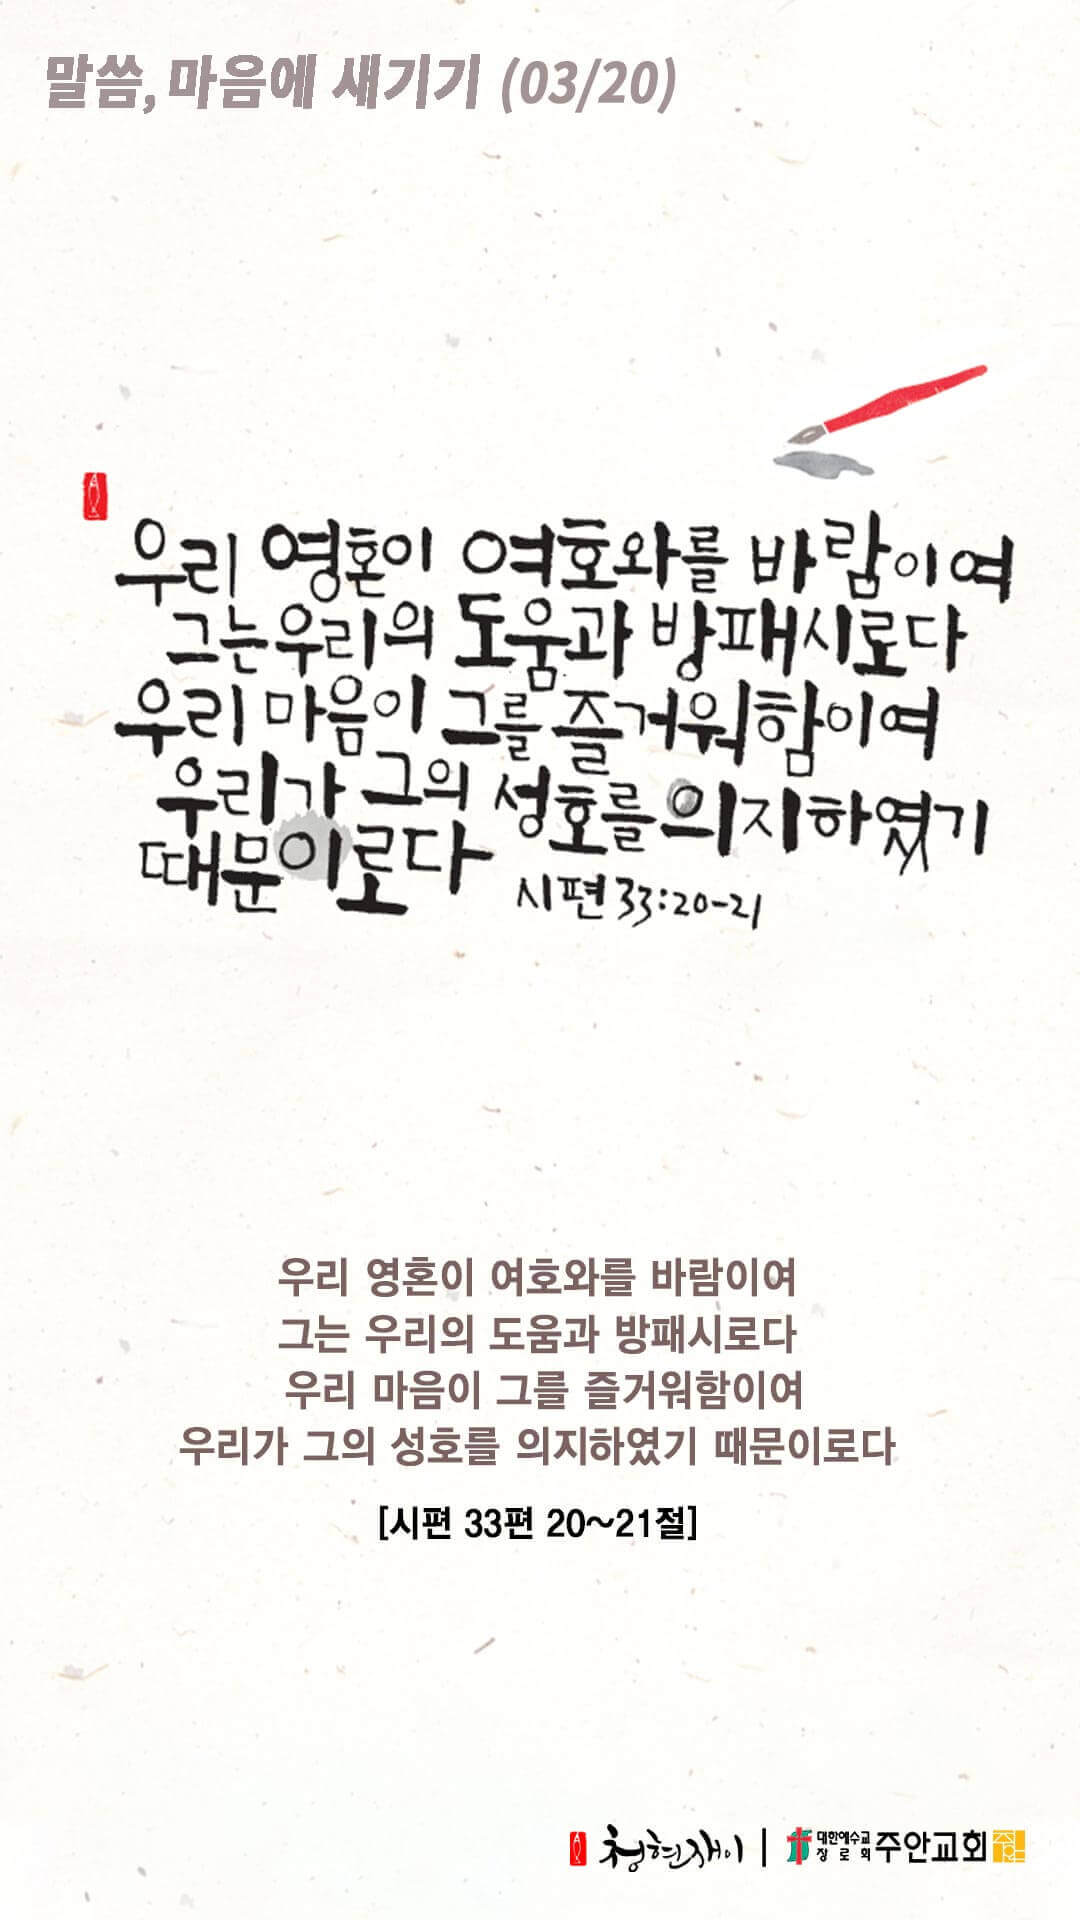 말씀, 마음에 새기기 (03/20)
우리 영혼이 여호와를 바람이여
그는 우리의 도움과 방패시로다
우리 마음이 그를 즐거워함이여
우리가 그의 성호를 의지하였기
때문이로다 시편 33:20-21
우리 영혼이 여호와를 바람이여
그는 우리의 도움과 방패시로다
우리 마음이 그를 즐거워함이여
우리가 그의 성호를 의지하였기 때문이로다
[시편 33편 20~21절]
청현재이 | 대한예수교 장로회 주안교회 주안